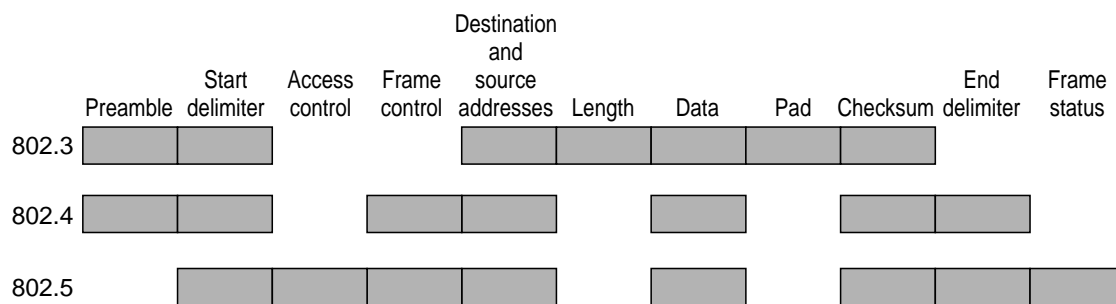 Destination
and
Start Access Frame source End Frame
Preamble delimiter control control addresses Length Data Pad Checksum delimiter status
802.3
802.4
802.5